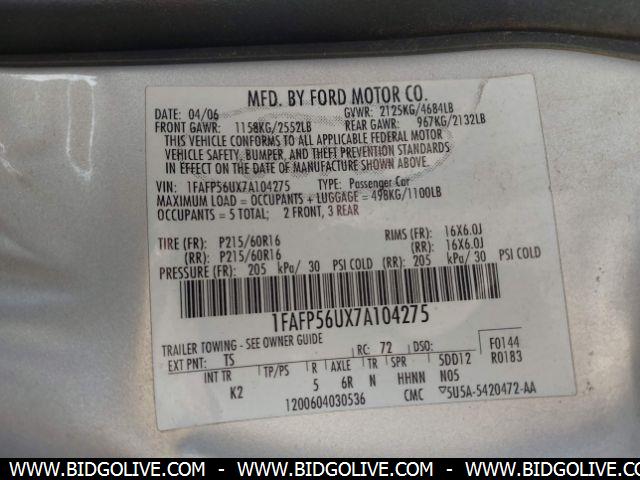 MFD. BY FORD MOTOR CO.
DATE: 04/06 GVWR: 2125KG/4684LB
FRONT GAWR: 1158KG/2552LB REAR GAWR: 967KG/2132LB
THIS VEHICLE CONFORMS TO ALL APPLICABLE FEDERAL MOTOR
VEHICLE SAFETY, BUMPER, AND THEFT PREVENTION STANDARDS
IN EFFECT ON THE DATE OF MANUFACTURE SHOWN ABOVE.
VIN: 1FAFP56UX7A104275 TYPE: Passenger Car
MAXIMUM LOAD = OCCUPANTS + LUGGAGE = 498KG/1100LB
OCCUPANTS = 5 TOTAL; 2 FRONT, 3 REAR
TIRE (FR): P215/60R16 RIMS (FR): 16X6.0J
(RR): P215/60R16 (RR): 16X6.0J
PRESSURE (FR): 205 kPa/ 30 PSI COLD (RR): 205 kPa/ 30 PSI COLD
1FAFP56UX7A104275
TRAILER TOWING - SEE OWNER GUIDE
EXT PNT: TS RC: 72 DSO: F0144
R0183
INT TR TP/PS R AXLE TR SPR 5DD12
K2 5 6R N HHNN N05
1200604030536 CMC ▽5U5A-5420472-AA
WWW.BIDGOLIVE.COM - WWW.BIDGOLIVE.COM - WWW.BIDGOLIVE.COM